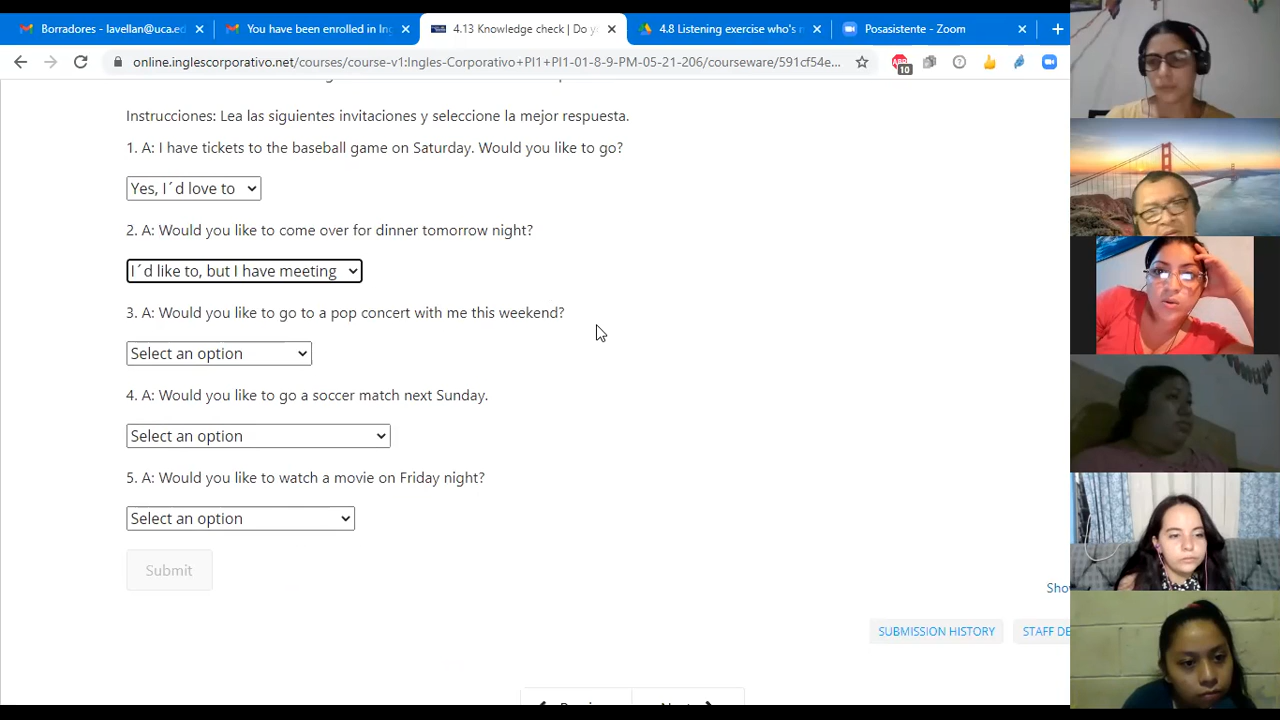 Borradores - lavellan@uca.ed
You have been enrolled in Ing
4.13 Knowledge check | Do yo
4.8 Listening exercise who's n
Posasistente - Zoom
online.inglescorporativo.net/courses/course-v1:Ingles-Corporativo+PI1+PI1-01-8-9-PM-05-21-206/courseware/591cf54e...
10
Instrucciones: Lea las siguientes invitaciones y seleccione la mejor respuesta.
1. A: I have tickets to the baseball game on Saturday. Would you like to go?
Yes, I´d love to
2. A: Would you like to come over for dinner tomorrow night?
I´d like to, but I have meeting
3. A: Would you like to go to a pop concert with me this weekend?
Select an option
4. A: Would you like to go a soccer match next Sunday.
Select an option
5. A: Would you like to watch a movie on Friday night?
Select an option
Submit
Sho
SUBMISSION HISTORY
STAFF DE